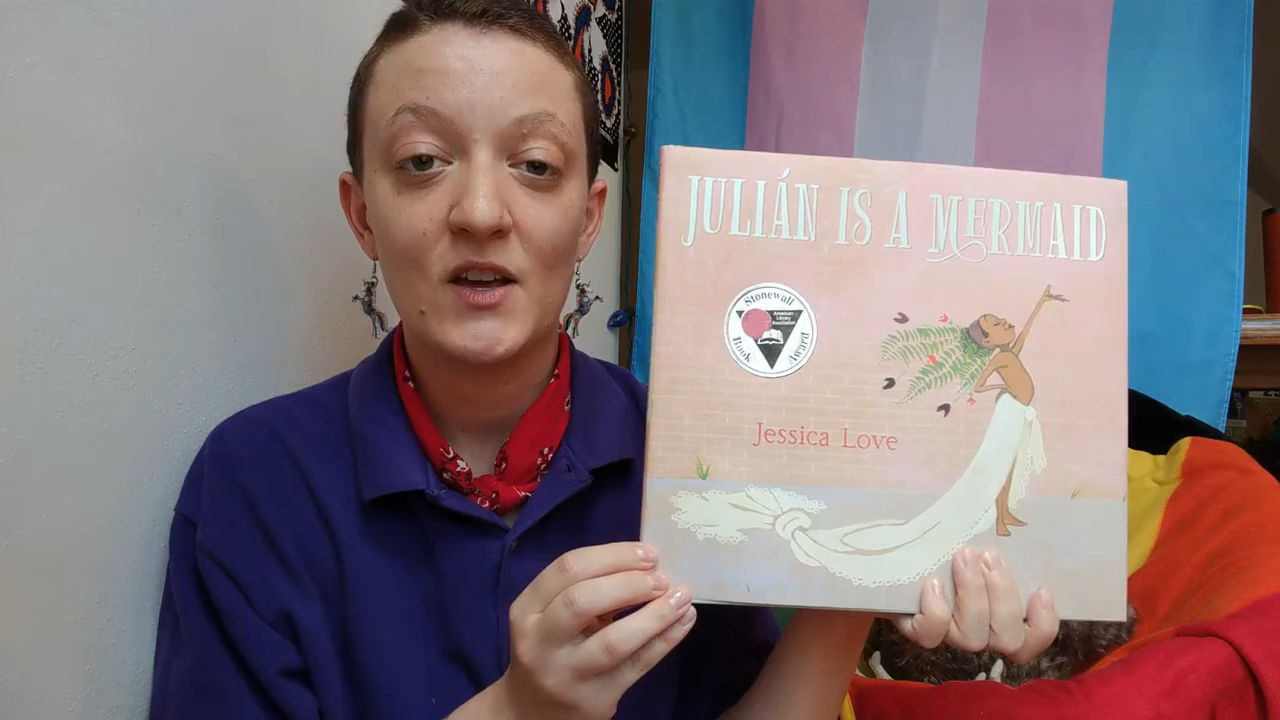 JULIÁN IS A MERMAID
Stonewall
American
Library
Association
Book Award
Jessica Love